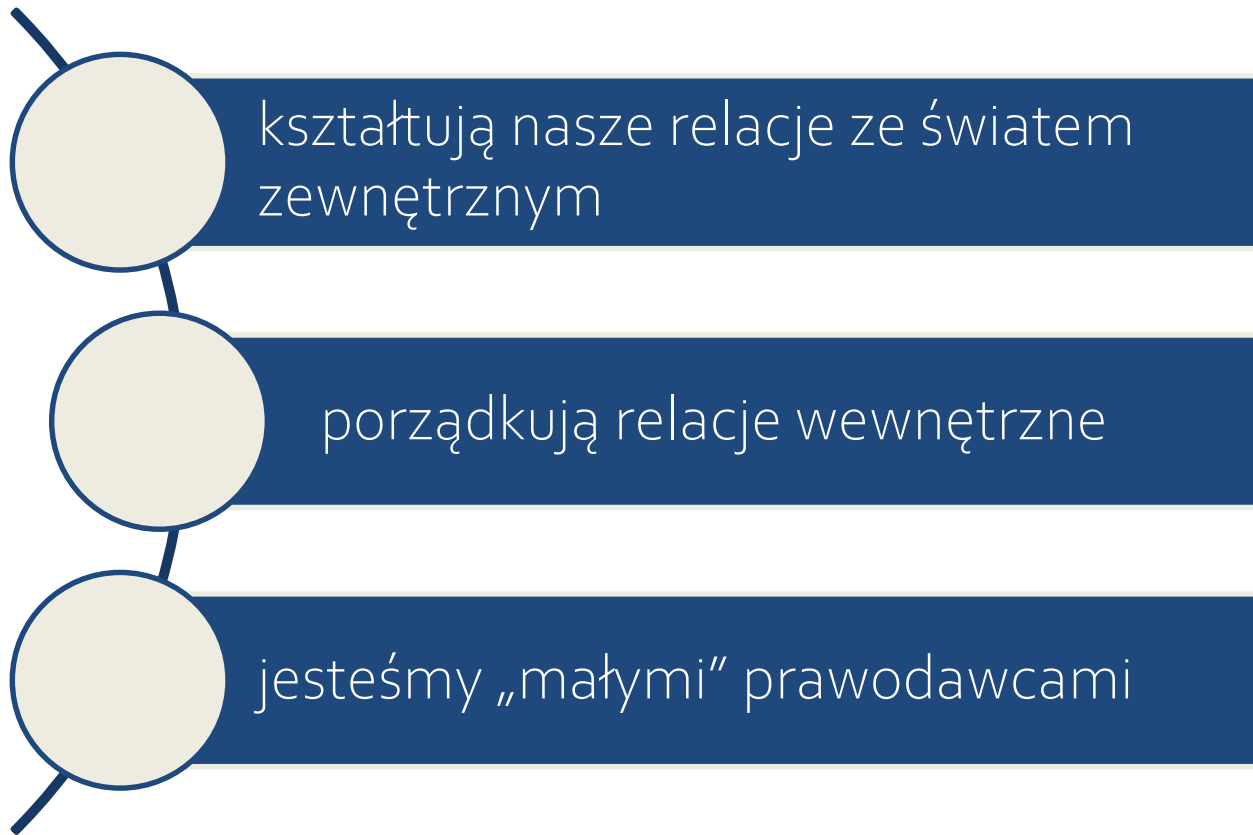 kształtują nasze relacje ze światem
zewnętrznym
porządkują relacje wewnętrzne
jesteśmy „małymi” prawodawcami